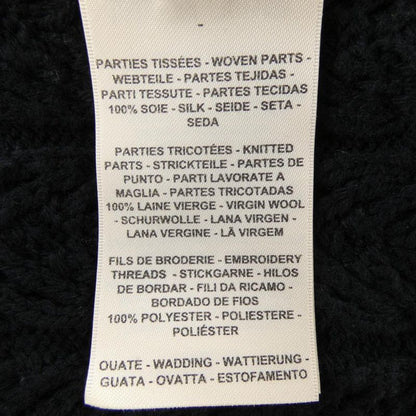 -
PARTIES TISSÉES - WOVEN PARTS -
WEBTEILE - PARTES TEJIDAS -
PARTI TESSUTE - PARTES TECIDAS
100% SOIE - SILK - SEIDE - SETA -
SEDA
PARTIES TRICOTÉES - KNITTED
PARTS - STRICKTEILE - PARTES DE
PUNTO - PARTI LAVORATE A
MAGLIA - PARTES TRICOTADAS
100% LAINE VIERGE - VIRGIN WOOL
- SCHURWOLLE - LANA VIRGEN -
LANA VERGINE - LÃ VIRGEM
FILS DE BRODERIE - EMBROIDERY
THREADS - STICKGARNE - HILOS
DE BORDAR - FILI DA RICAMO -
BORDADO DE FIOS
100% POLYESTER - POLIESTERE -
POLIÉSTER
OUATE - WADDING - WATTIERUNG -
GUATA - OVATTA - ESTOFAMENTO